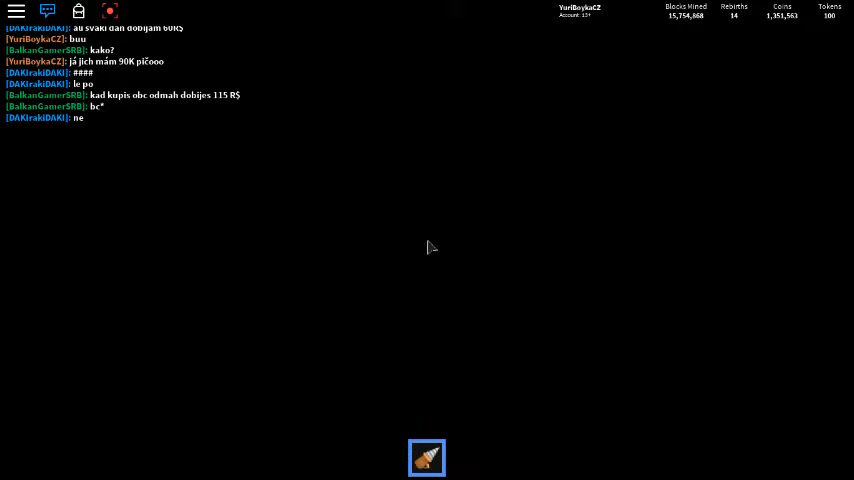 YuriBoykaCZ
Account: 13+
Blocks Mined Rebirths Coins Tokens
15,754,868 14 1,351,563 100
[DAKIrakiDAKI]: ali svaki dan dobijam 60R$
[YuriBoykaCZ]: buu
[BalkanGamerSRB]: kako?
[YuriBoykaCZ]: já jich mám 90K pičooo
[DAKIrakiDAKI]: ####
[DAKIrakiDAKI]: le po
[BalkanGamerSRB]: kad kupis obc odmah dobijes 115 R$
[BalkanGamerSRB]: bc*
[DAKIrakiDAKI]: ne